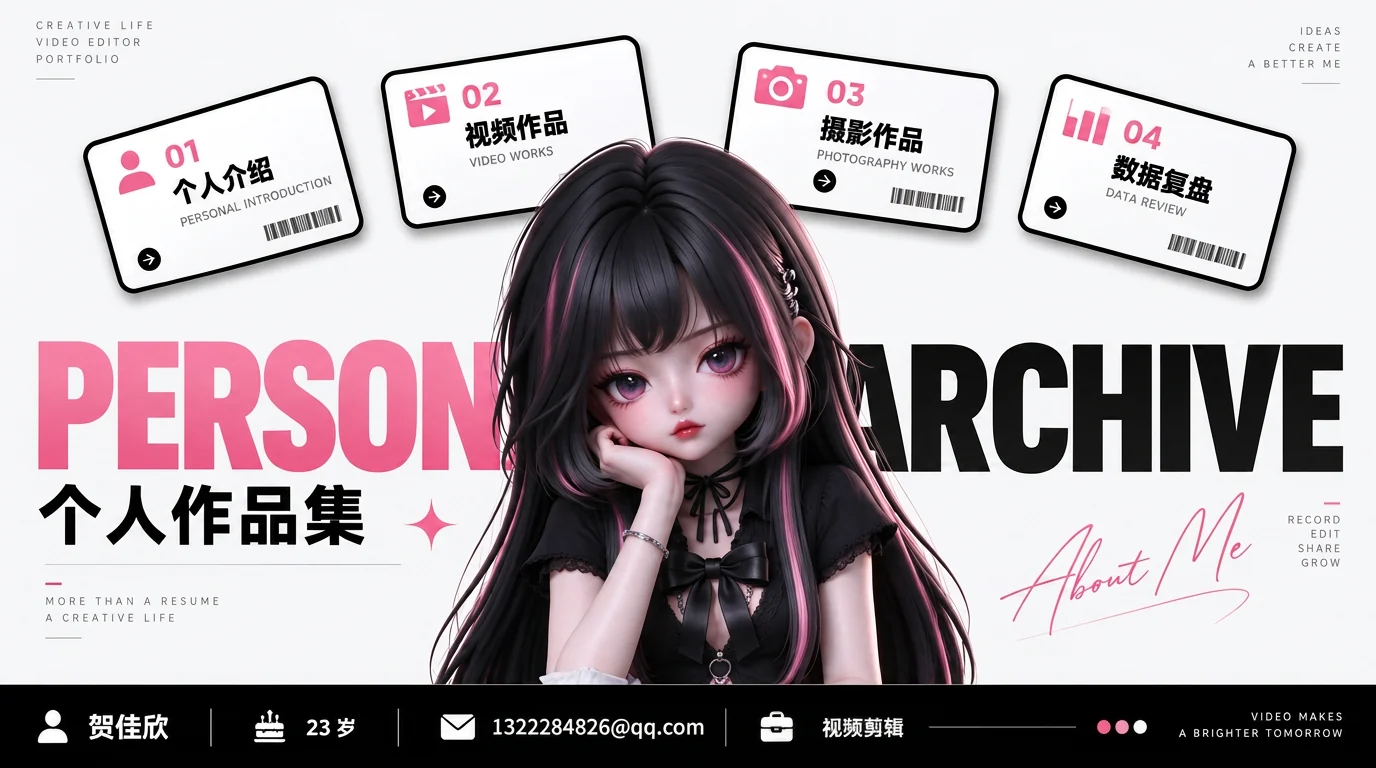 CREATIVE LIFE
VIDEO EDITOR
PORTFOLIO
IDEAS
CREATE
A BETTER ME
01
个人介绍
PERSONAL INTRODUCTION
02
视频作品
VIDEO WORKS
03
摄影作品
PHOTOGRAPHY WORKS
04
数据复盘
DATA REVIEW
PERSON ARCHIVE
个人作品集
MORE THAN A RESUME
A CREATIVE LIFE
About Me
RECORD
EDIT
SHARE
GROW
贺佳欣
23 岁
1322284826@qq.com
视频剪辑
VIDEO MAKES
A BRIGHTER TOMORROW